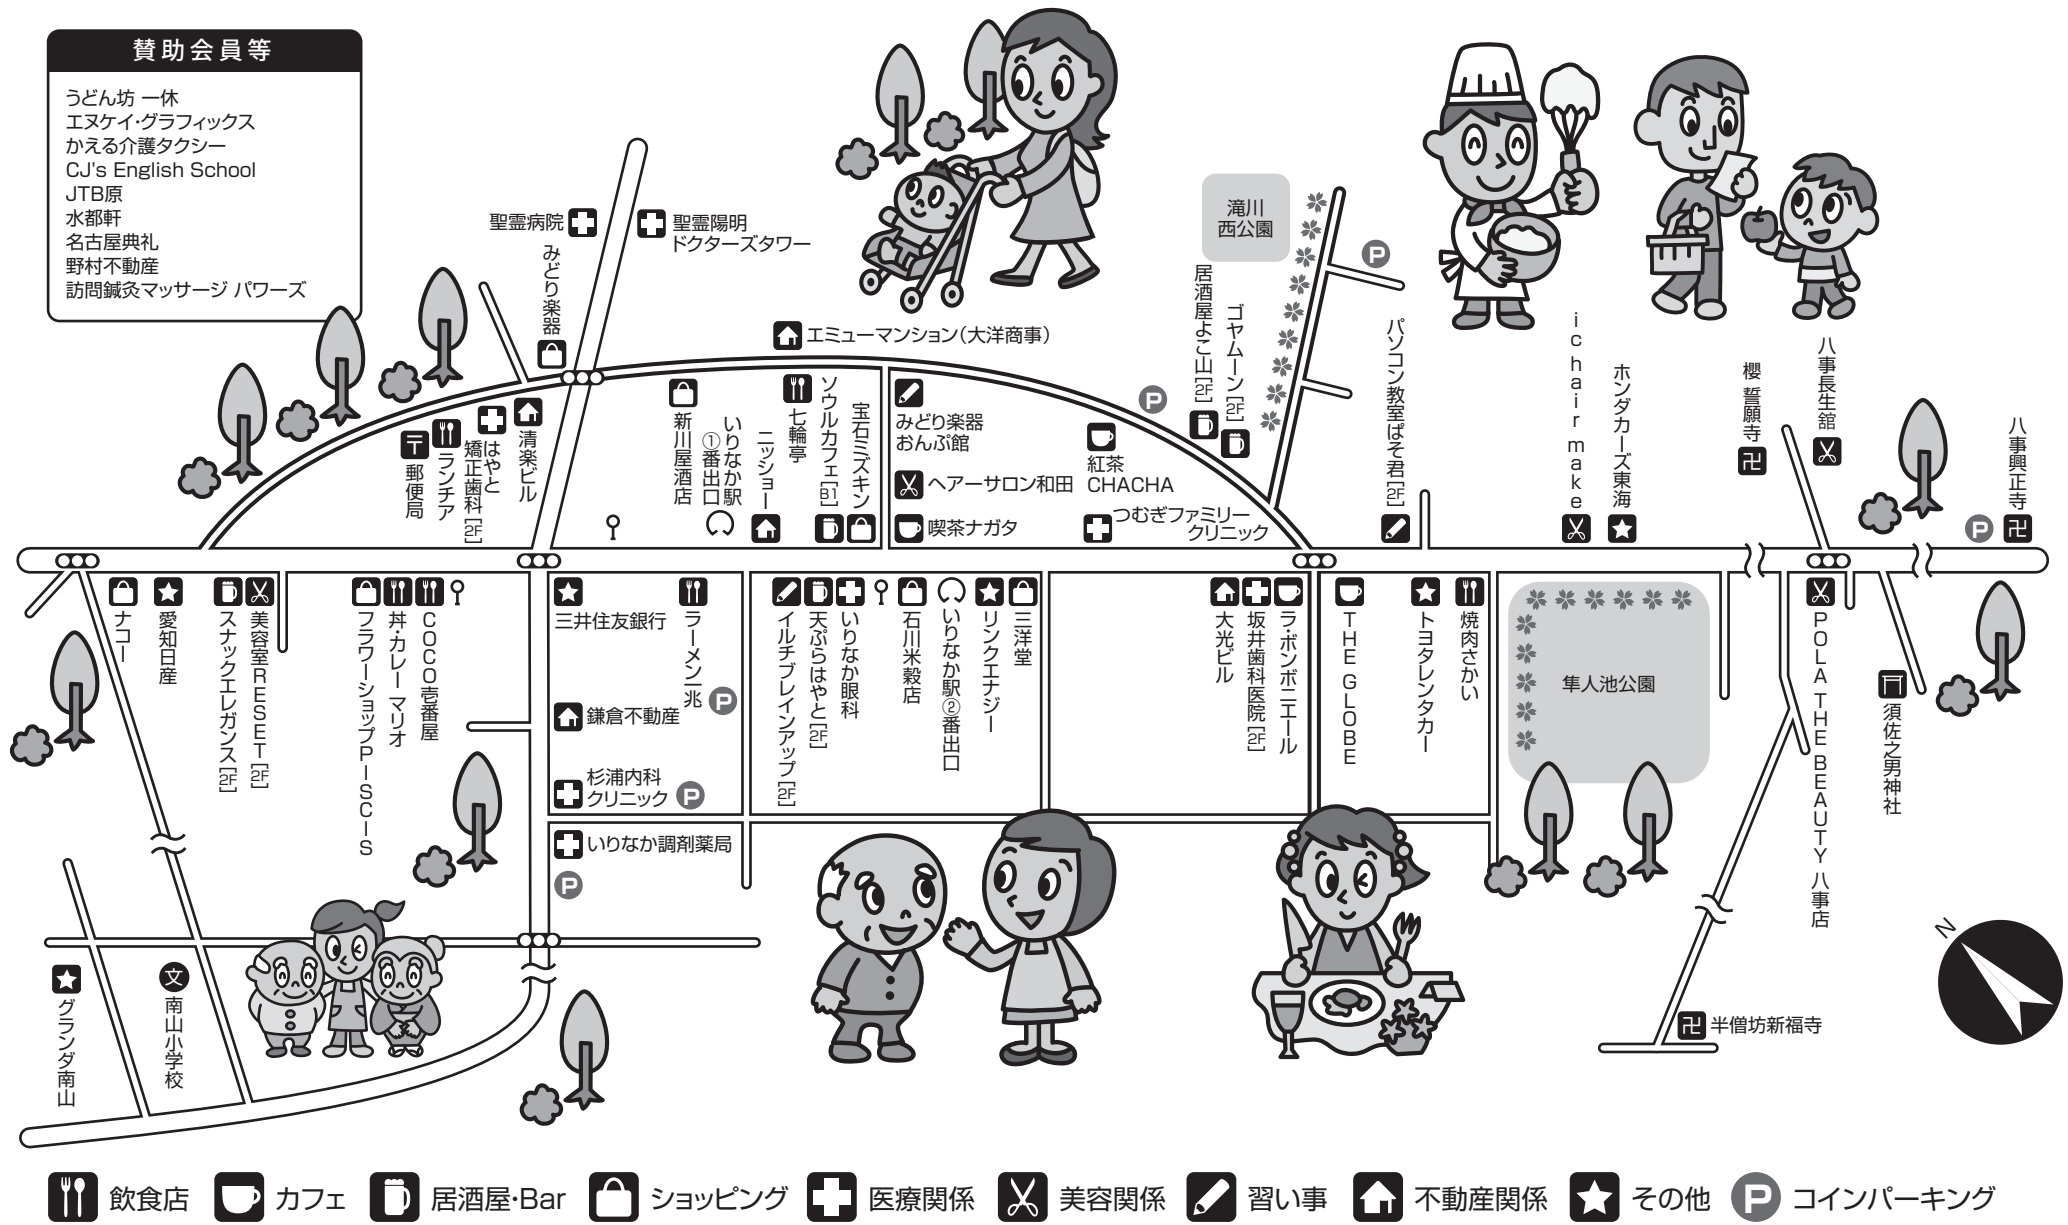 賛助会員等
うどん坊 一休
エヌケイ・グラフィックス
かえる介護タクシー
CJ's English School
JTB原
水都軒
名古屋典礼
野村不動産
訪問鍼灸マッサージ パワーズ
聖霊病院
聖霊陽明
ドクターズタワー
みどり楽器
エミューマンション(大洋商事)
滝川
西公園
P
居酒屋よこ山[2F]
ゴヤムーン[2F]
パソコン教室ぱそ君[2F]
ichairmake
ホンダカーズ東海
櫻 誓願寺
卍
八事長生舘
八事興正寺
P
卍
〒
郵便局
ランチア
はやと
矯正歯科[2F]
清楽ビル
新川屋酒店
いりなか駅
①番出口
ニッショー
七輪亭
ソウルカフェ[B1]
宝石ミズキン
みどり楽器
おんぷ館
ヘアーサロン和田
喫茶ナガタ
紅茶
CHACHA
つむぎファミリー
クリニック
P
ナコー
愛知日産
スナックエレガンス[2F]
美容室RESET[2F]
フラワーショップPISCIS
丼・カレー マリオ
COCO壱番屋
三井住友銀行
ラーメン一兆
P
鎌倉不動産
杉浦内科
クリニック
P
いりなか調剤薬局
P
イルチブレインアップ[2F]
天ぷらはやと[2F]
いりなか眼科
石川米穀店
いりなか駅②番出口
リンクエナジー
三洋堂
大光ビル
坂井歯科医院[2F]
ラ・ボンボニエール
THE GLOBE
トヨタレンタカー
焼肉さかい
隼人池公園
POLA THE BEAUTY 八事店
須佐之男神社
卍
半僧坊新福寺
N
グランダ南山
文
南山小学校
飲食店
カフェ
居酒屋・Bar
ショッピング
医療関係
美容関係
習い事
不動産関係
その他
P
コインパーキング